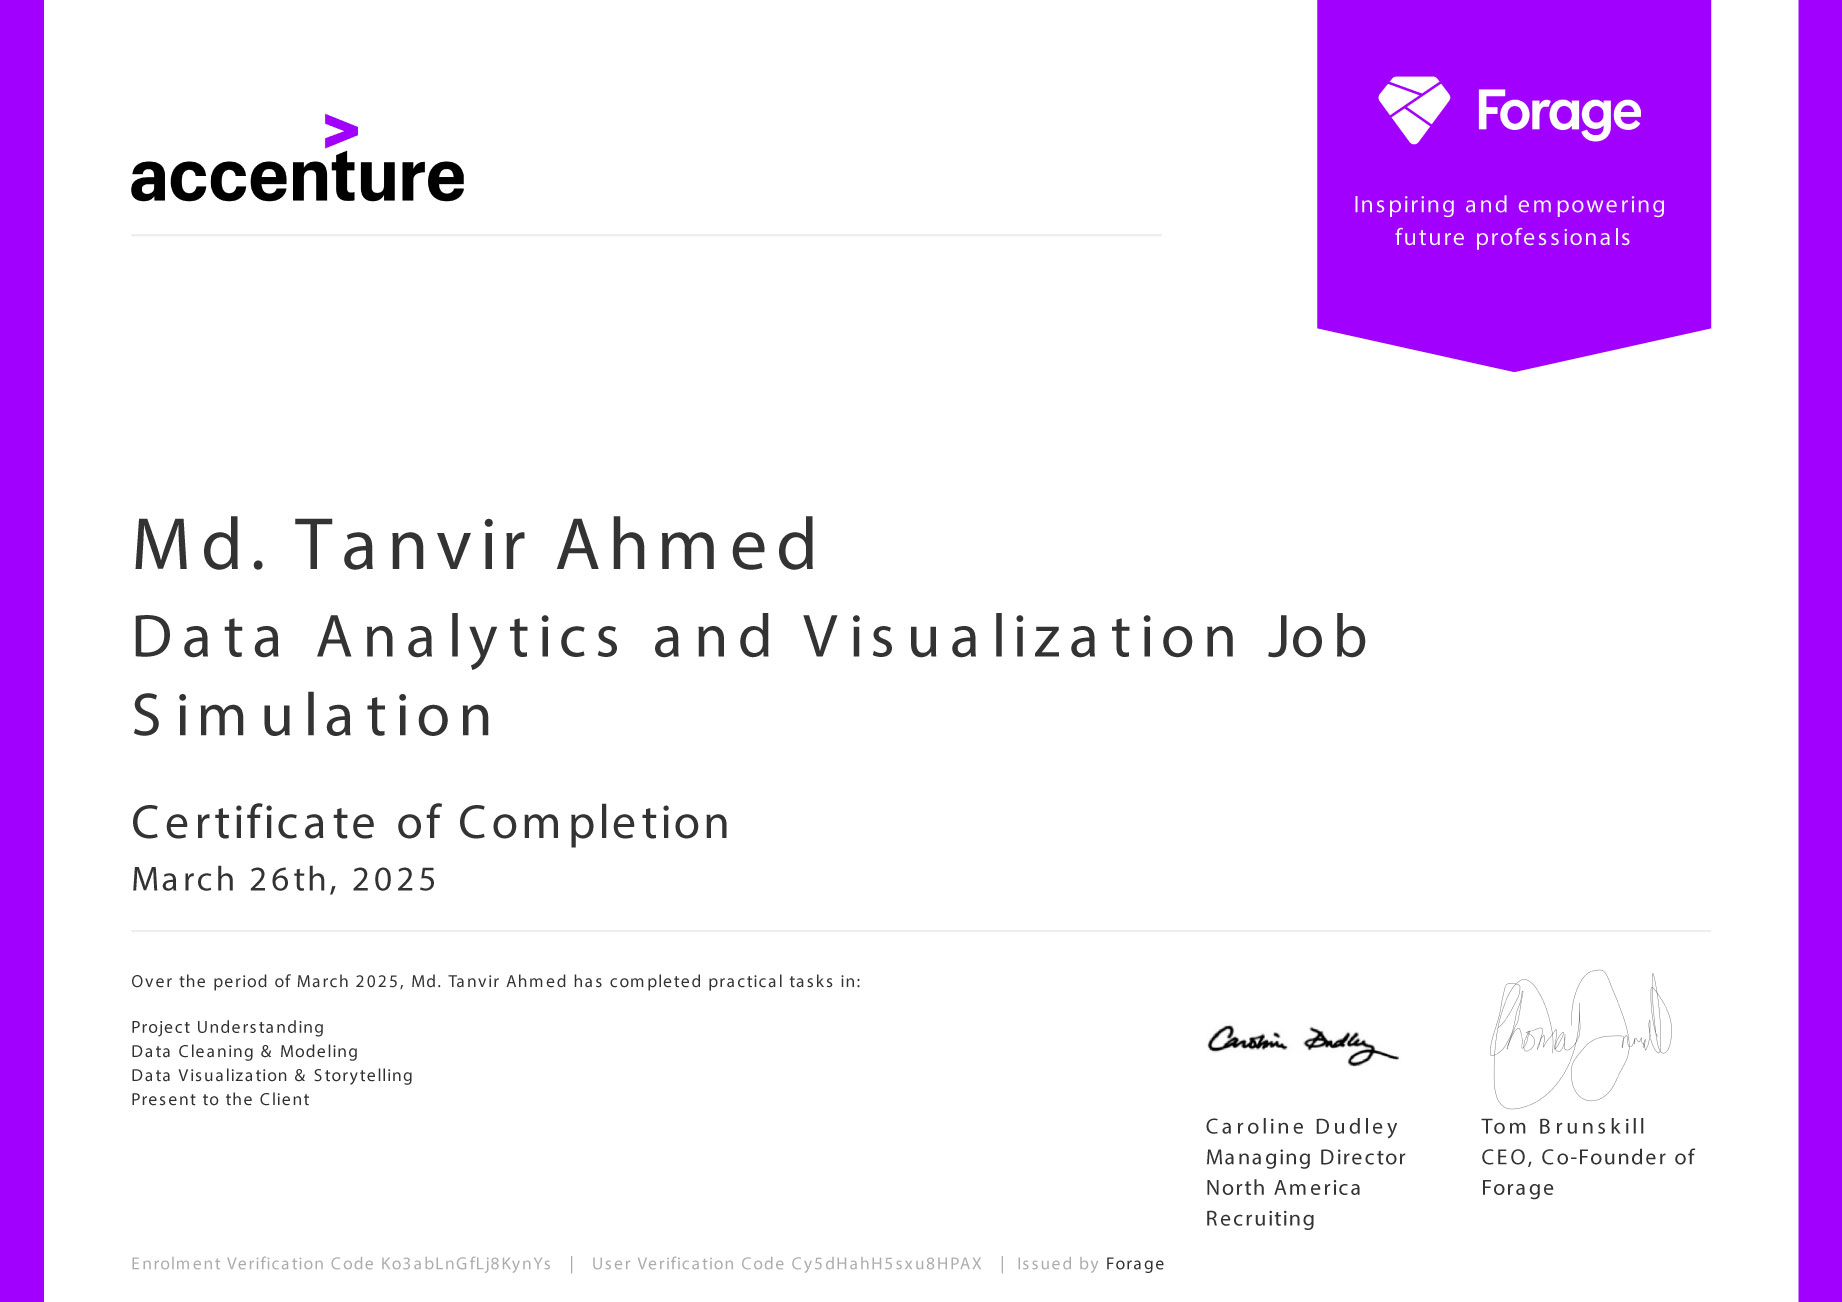 accenture
Forage
Inspiring and empowering
future professionals
Md. Tanvir Ahmed
Data Analytics and Visualization Job
Simulation
Certificate of Completion
March 26th, 2025
Over the period of March 2025, Md. Tanvir Ahmed has completed practical tasks in:
Project Understanding
Data Cleaning & Modeling
Data Visualization & Storytelling
Present to the Client
Caroline Dudley
Caroline Dudley
Managing Director
North America
Recruiting
Tom Brunskill
CEO, Co-Founder of
Forage
Enrolment Verification Code Ko3abLnGfLj8KynYs | User Verification Code Cy5dHahH5sxu8HPAX | Issued by Forage